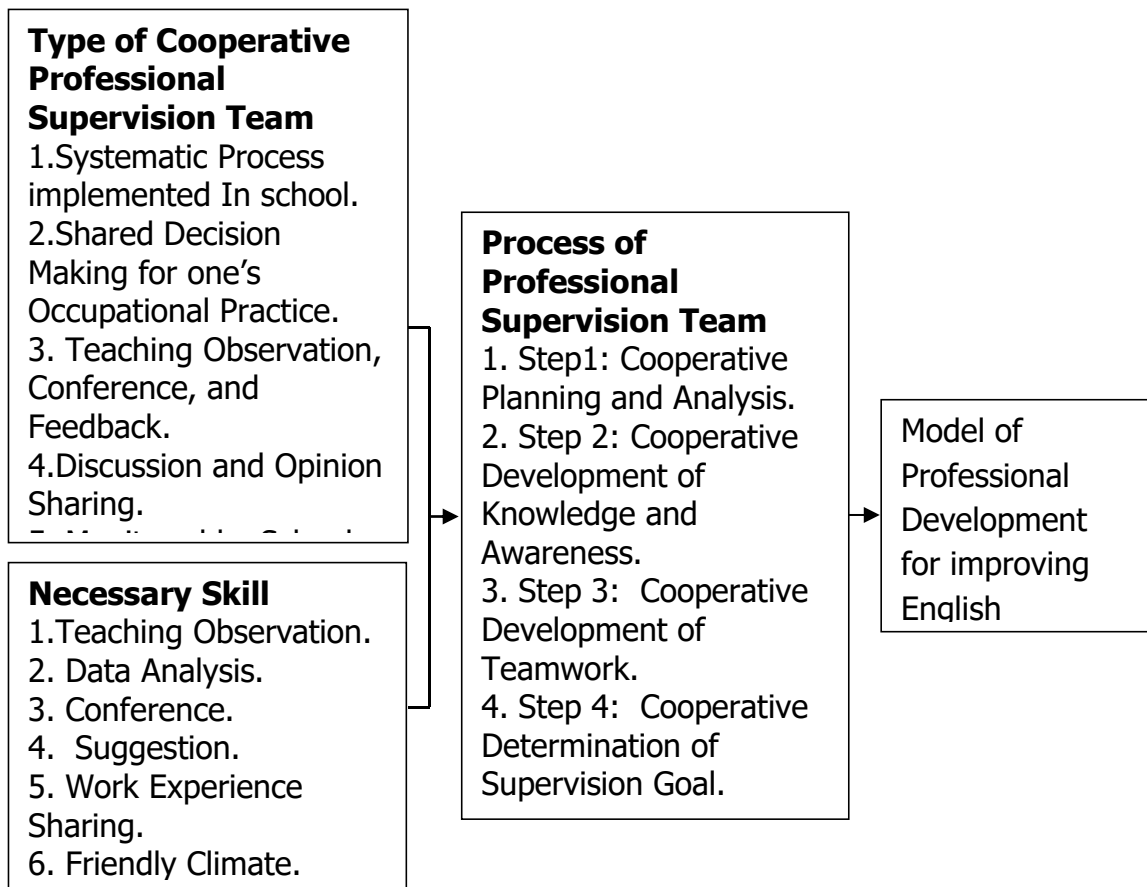 Type of Cooperative
Professional
Supervision Team
1.Systematic Process
implemented In school.
2.Shared Decision
Making for one’s
Occupational Practice.
3. Teaching Observation,
Conference, and
Feedback.
4.Discussion and Opinion
Sharing.
Necessary Skill
1.Teaching Observation.
2. Data Analysis.
3. Conference.
4.  Suggestion.
5. Work Experience
Sharing.
6. Friendly Climate.
Process of
Professional
Supervision Team
1. Step1: Cooperative
Planning and Analysis.
2. Step 2: Cooperative
Development of
Knowledge and
Awareness.
3. Step 3:  Cooperative
Development of
Teamwork.
4. Step 4:  Cooperative
Determination of
Supervision Goal.
Model of
Professional
Development
for improving
English